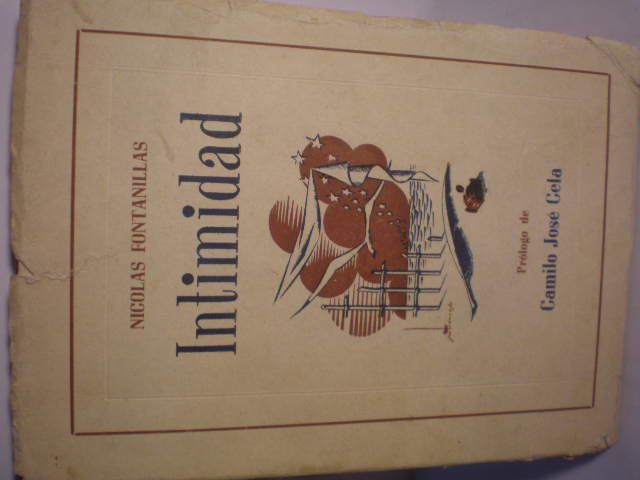 NICOLAS FONTANILLAS
Intimidad
Prólogo de
Camilo José Cela